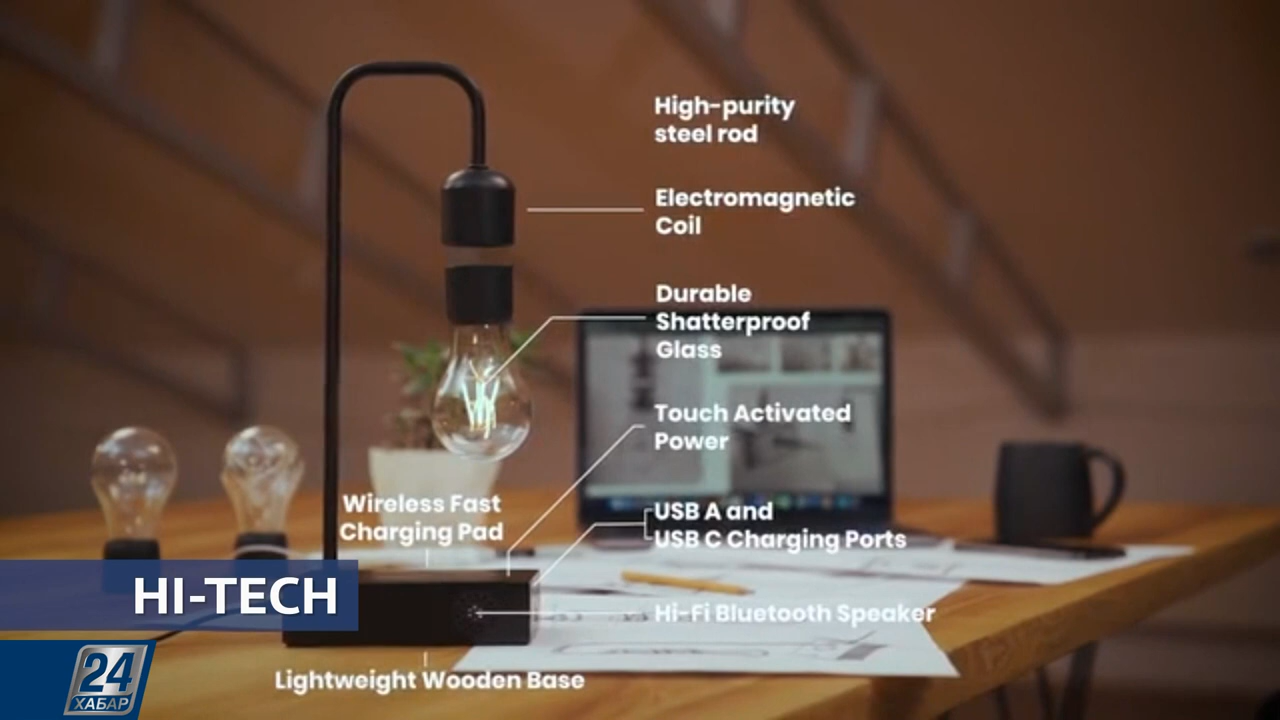 High-purity
steel rod
Electromagnetic
Coil
Durable
Shatterproof
Glass
Touch Activated
Power
Wireless Fast
Charging Pad
USB A and
USB C Charging Ports
HI-TECH
Hi-Fi Bluetooth Speaker
Lightweight Wooden Base
24
ХАБАР